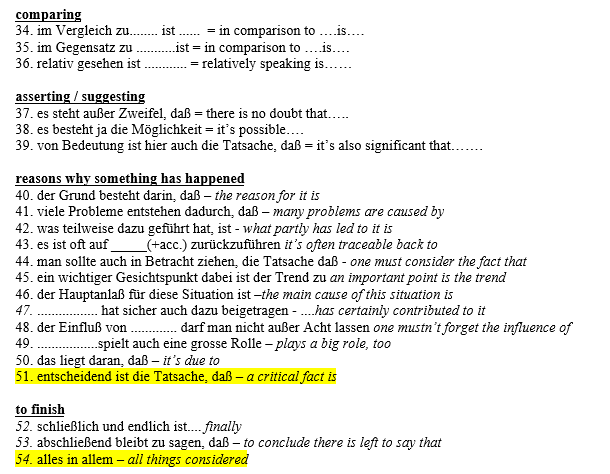 comparing
34. im Vergleich zu........ ist ...... = in comparison to ….is….
35. im Gegensatz zu ...........ist = in comparison to ….is….
36. relativ gesehen ist ............ = relatively speaking is……
asserting / suggesting
37. es steht außer Zweifel, daß = there is no doubt that…..
38. es besteht ja die Möglichkeit = it’s possible….
39. von Bedeutung ist hier auch die Tatsache, daß = it’s also significant that…….
reasons why something has happened
40. der Grund besteht darin, daß – the reason for it is
41. viele Probleme entstehen dadurch, daß – many problems are caused by
42. was teilweise dazu geführt hat, ist - what partly has led to it is
43. es ist oft auf _____(+acc.) zurückzuführen it’s often traceable back to
44. man sollte auch in Betracht ziehen, die Tatsache daß - one must consider the fact that
45. ein wichtiger Gesichtspunkt dabei ist der Trend zu an important point is the trend
46. der Hauptanlaß für diese Situation ist –the main cause of this situation is
47. .................. hat sicher auch dazu beigetragen - ....has certainly contributed to it
48. der Einfluß von ............. darf man nicht außer Acht lassen one mustn’t forget the influence of
49. ..................spielt auch eine grosse Rolle – plays a big role, too
50. das liegt daran, daß – it’s due to
51. entscheidend ist die Tatsache, daß – a critical fact is
to finish
52. schließlich und endlich ist.... finally
53. abschließend bleibt zu sagen, daß – to conclude there is left to say that
54. alles in allem – all things considered